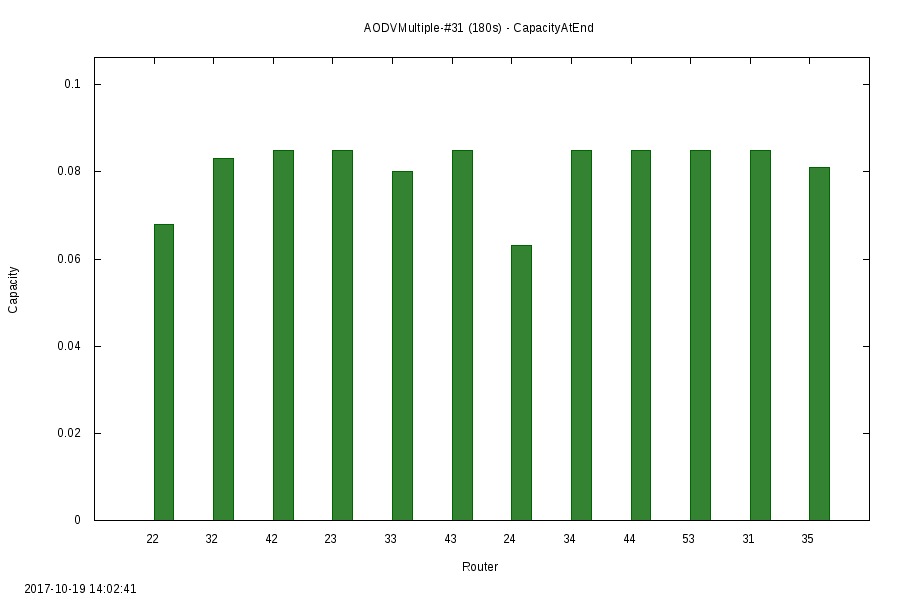 AODVMultiple-#31 (180s) - CapacityAtEnd
0.1
0.08
0.06
0.04
0.02
0
Capacity
22 32 42 23 33 43 24 34 44 53 31 35
Router
2017-10-19 14:02:41